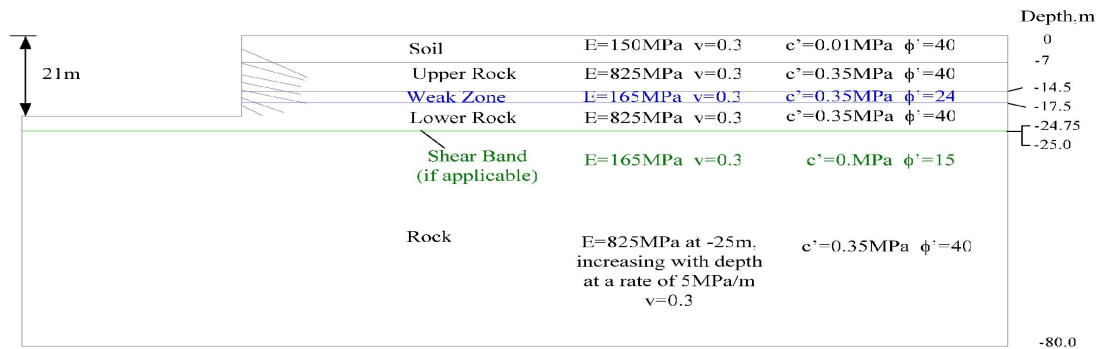 Depth,m
Soil E=150MPa v=0.3 c'=0.01MPa ϕ'=40 0
-7
21m
Upper Rock E=825MPa v=0.3 c'=0.35MPa ϕ'=40
-14.5
Weak Zone E=165MPa v=0.3 c'=0.35MPa ϕ'=24
-17.5
Lower Rock E=825MPa v=0.3 c'=0.35MPa ϕ'=40
-24.75
-25.0
Shear Band E=165MPa v=0.3 c'=0.MPa ϕ'=15
(if applicable)
Rock E=825MPa at -25m, c'=0.35MPa ϕ'=40
increasing with depth
at a rate of 5MPa/m
v=0.3
-80.0